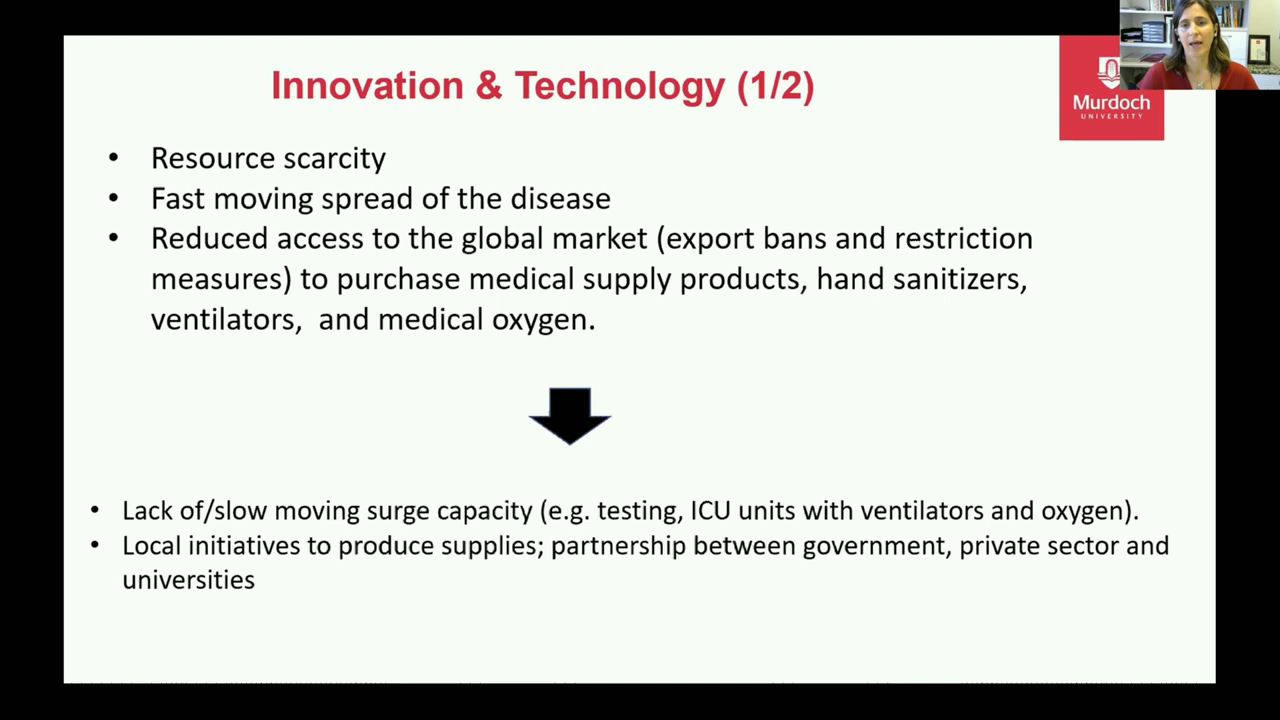 Innovation & Technology (1/2)
Murdoch
UNIVERSITY
• Resource scarcity
• Fast moving spread of the disease
• Reduced access to the global market (export bans and restriction
measures) to purchase medical supply products, hand sanitizers,
ventilators,  and medical oxygen.
• Lack of/slow moving surge capacity (e.g. testing, ICU units with ventilators and oxygen).
• Local initiatives to produce supplies; partnership between government, private sector and
universities